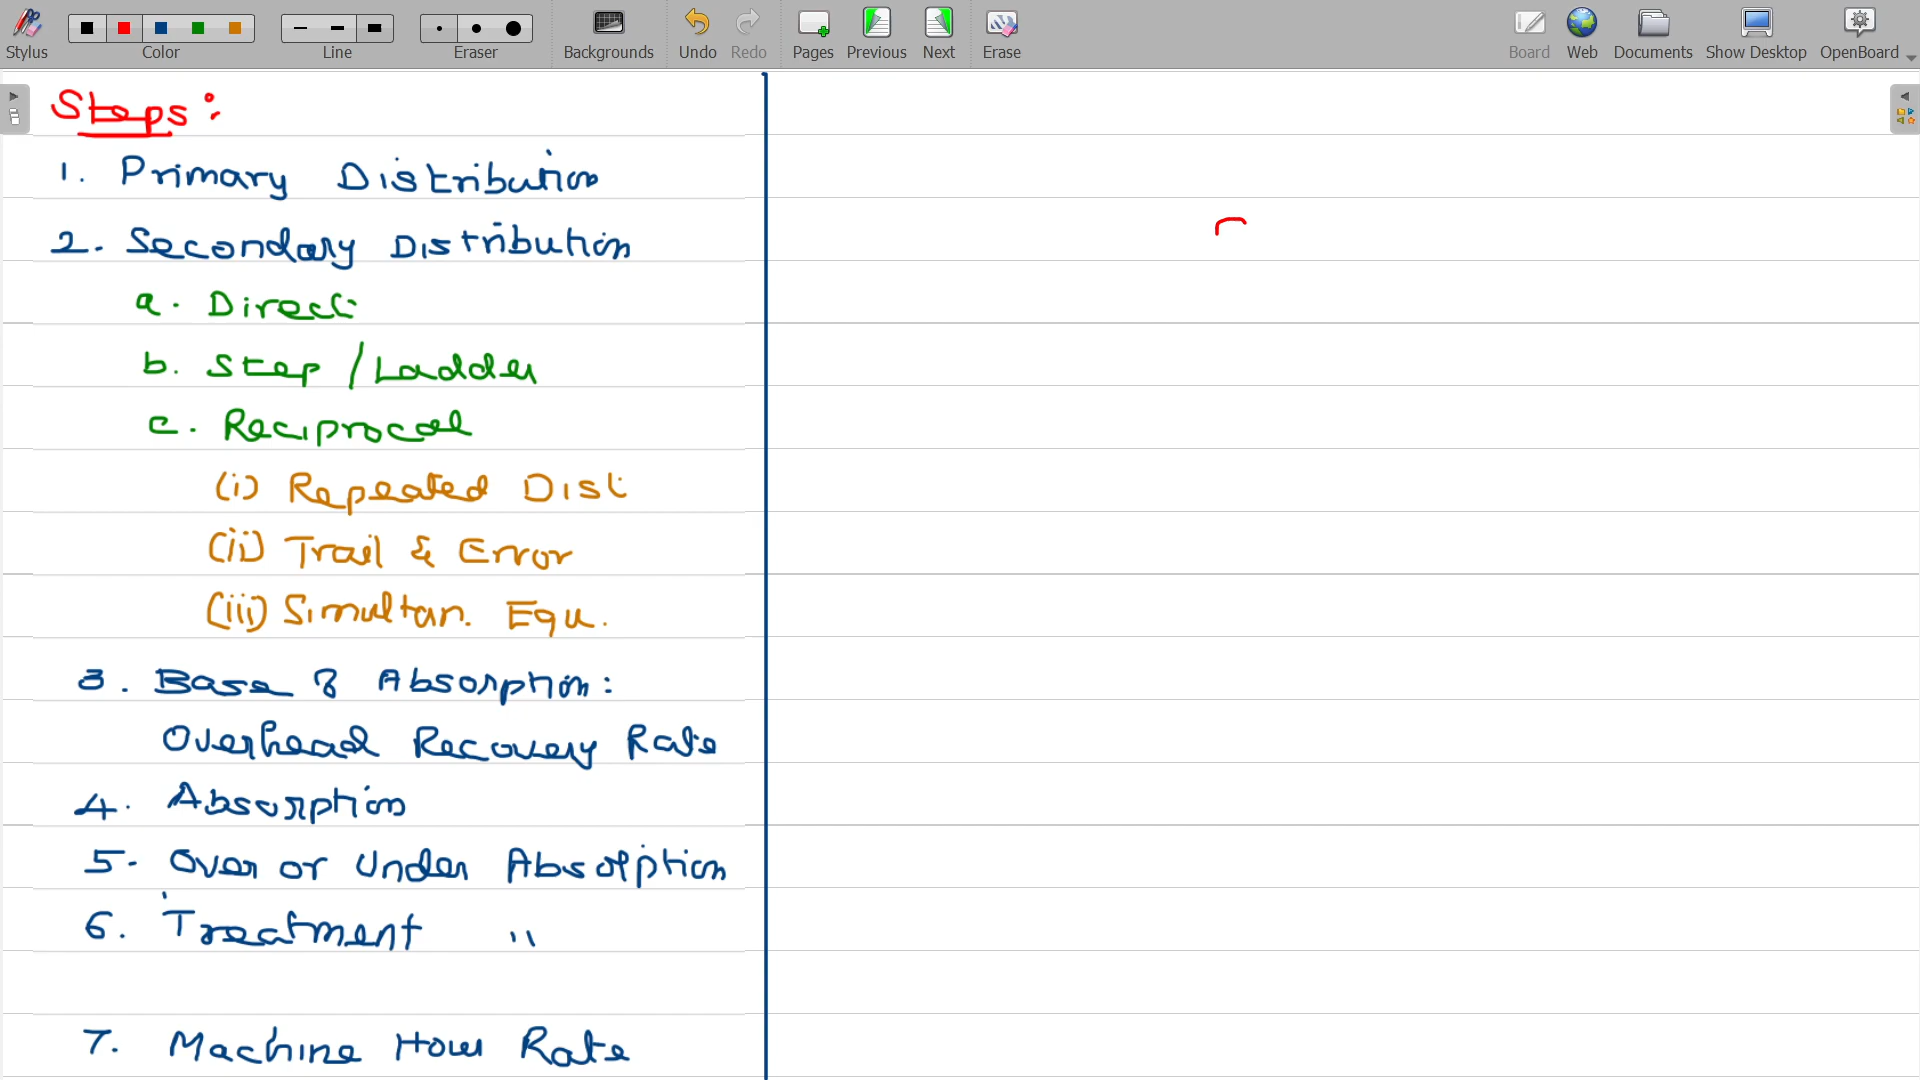 Stylus Color Line Eraser Backgrounds Undo Redo Pages Previous Next Erase Board Web Documents Show Desktop OpenBoard
Steps:
1. Primary Distribution
2. Secondary Distribution
a. Direct
b. Step / Ladder
c. Reciprocal
(i) Repeated Dist
(ii) Trail & Error
(iii) Simultan. Equ.
3. Base & Absorption:
Overhead Recovery Rate
4. Absorption
5. Over or Under Absorption
6. Treatment "
7. Machine Hour Rate